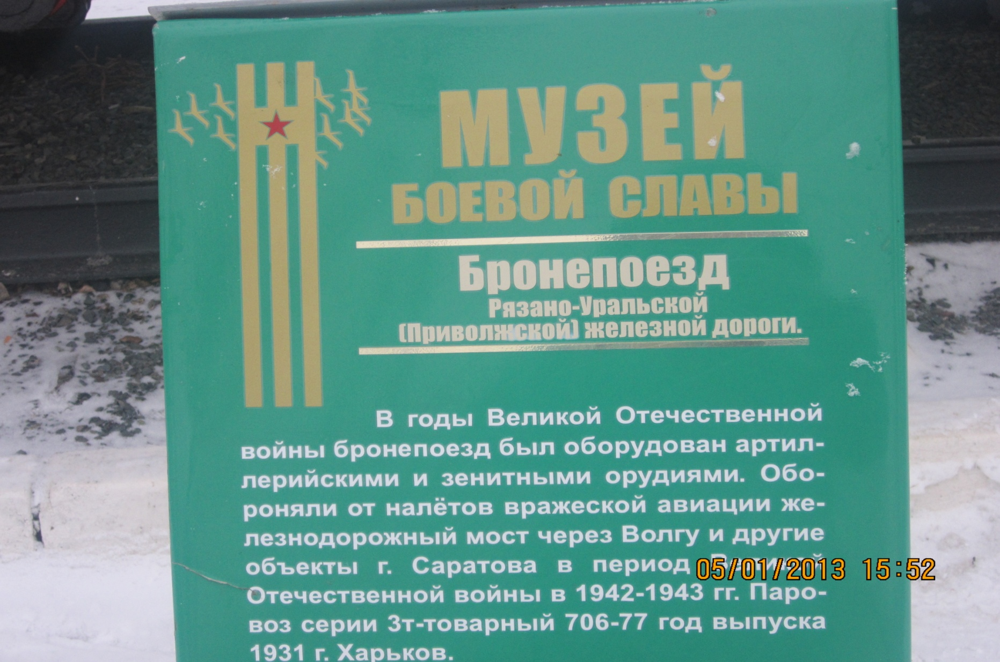 МУЗЕЙ
БОЕВОЙ СЛАВЫ
Бронепоезд
Рязано-Уральской
(Приволжской) железной дороги.
В годы Великой Отечественной
войны бронепоезд был оборудован артил-
лерийскими и зенитными орудиями. Обо-
роняли от налётов вражеской авиации же-
лезнодорожный мост через Волгу и другие
объекты г. Саратова в период Великой
05/01/2013 15:52
Отечественной войны в 1942-1943 гг. Паро-
воз серии 3т-товарный 706-77 год выпуска
1931 г. Харьков.